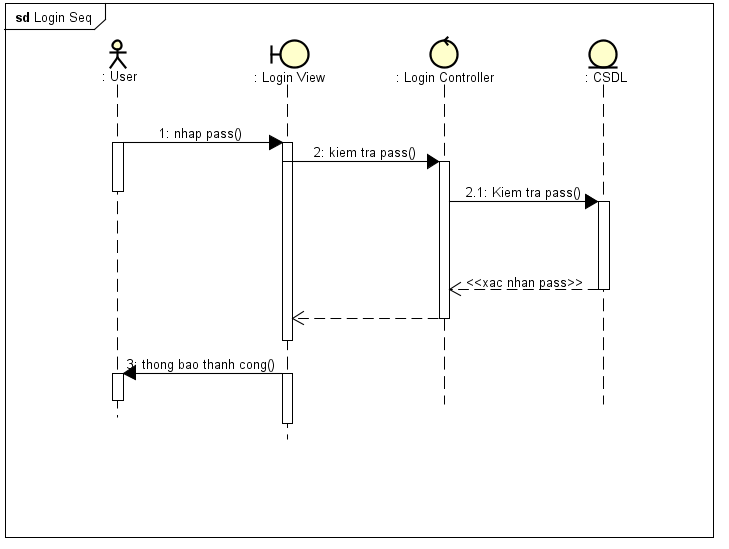 sd Login Seq
: User
: Login View
: Login Controller
: CSDL
1: nhap pass()
2: kiem tra pass()
2.1: Kiem tra pass()
<<xac nhan pass>>
3: thong bao thanh cong()